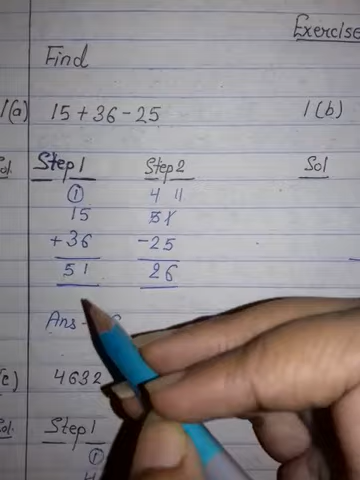 Exercise
Find
1(a) 15 + 36 - 25
1(b)
Sol.
Step 1
Step 2
Sol
1
4 11
15
51
+36
-25
51
26
Ans -
(c) 4632
Sol.
Step 1
1